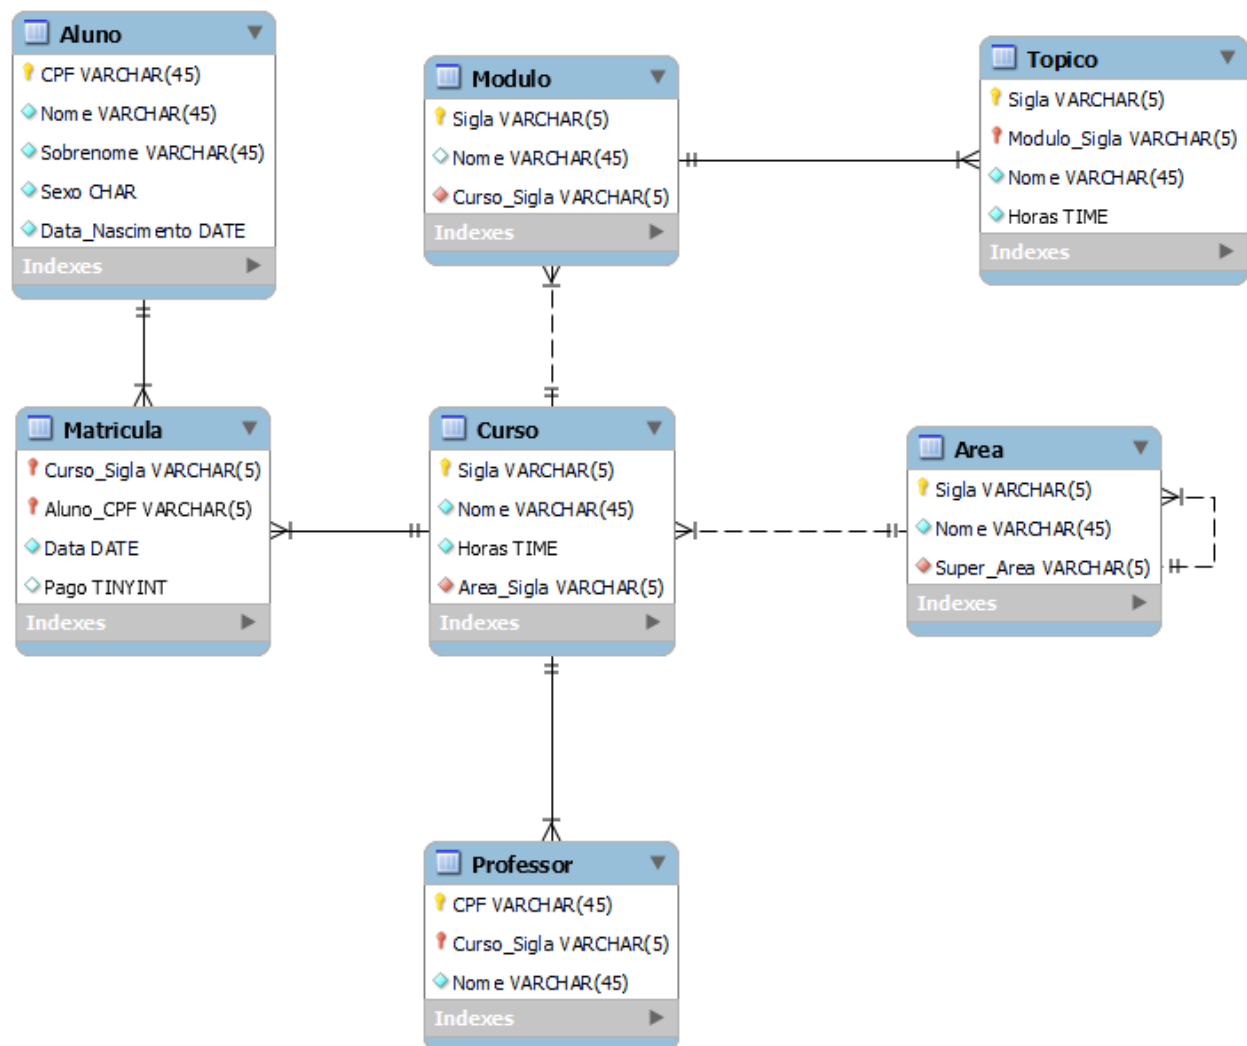 Aluno
CPF VARCHAR(45)
Nome VARCHAR(45)
Sobrenome VARCHAR(45)
Sexo CHAR
Data_Nascimento DATE
Indexes
Modulo
Sigla VARCHAR(5)
Nome VARCHAR(45)
Curso_Sigla VARCHAR(5)
Indexes
Topico
Sigla VARCHAR(5)
Modulo_Sigla VARCHAR(5)
Nome VARCHAR(45)
Horas TIME
Indexes
Matricula
Curso_Sigla VARCHAR(5)
Aluno_CPF VARCHAR(5)
Data DATE
Pago TINYINT
Indexes
Curso
Sigla VARCHAR(5)
Nome VARCHAR(45)
Horas TIME
Area_Sigla VARCHAR(5)
Indexes
Area
Sigla VARCHAR(5)
Nome VARCHAR(45)
Super_Area VARCHAR(5)
Indexes
Professor
CPF VARCHAR(45)
Curso_Sigla VARCHAR(5)
Nome VARCHAR(45)
Indexes